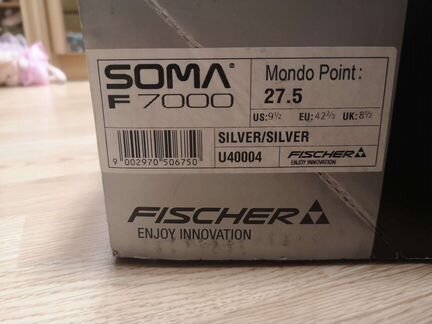 SOMA
F 7000
Mondo Point:
27.5
US: 9½ EU: 42⅔ UK: 8½
SILVER/SILVER
9 002970 506750
U40004
FISCHER
ENJOY INNOVATION
FISCHER
ENJOY INNOVATION